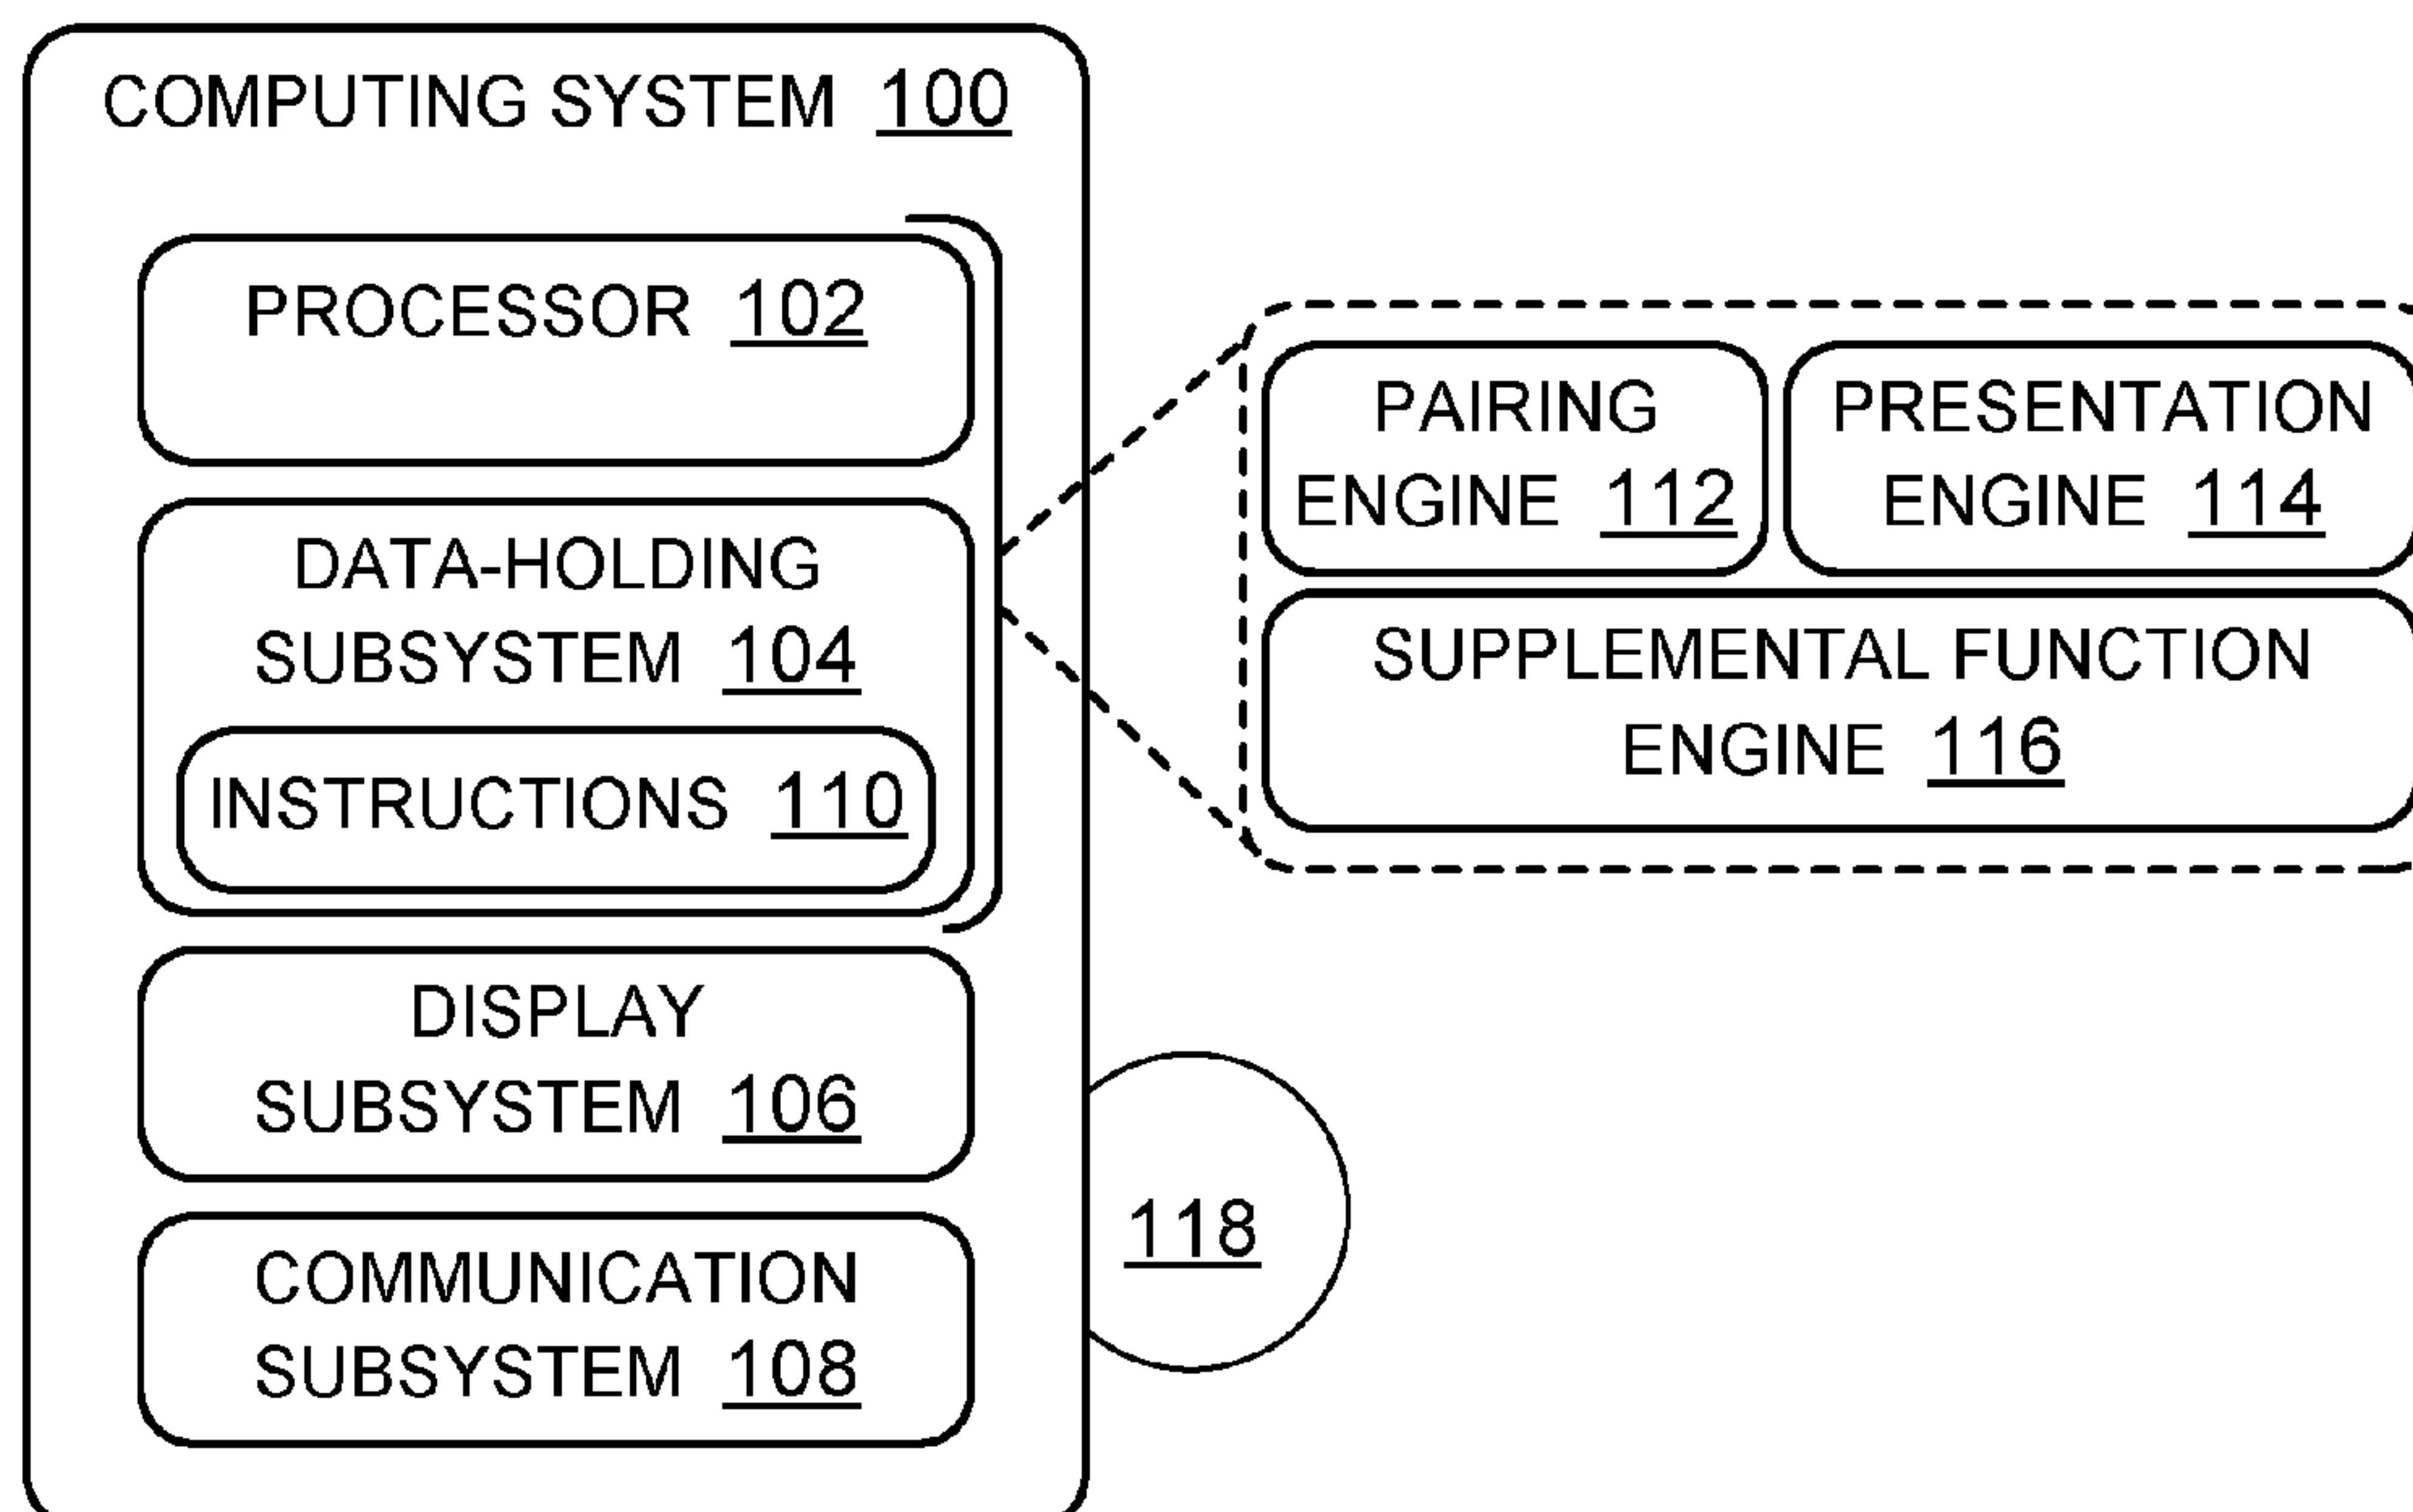 COMPUTING SYSTEM 100
PROCESSOR 102
DATA-HOLDING
SUBSYSTEM 104
INSTRUCTIONS 110
DISPLAY
SUBSYSTEM 106
COMMUNICATION
SUBSYSTEM 108
PAIRING
ENGINE 112
PRESENTATION
ENGINE 114
SUPPLEMENTAL FUNCTION
ENGINE 116
118